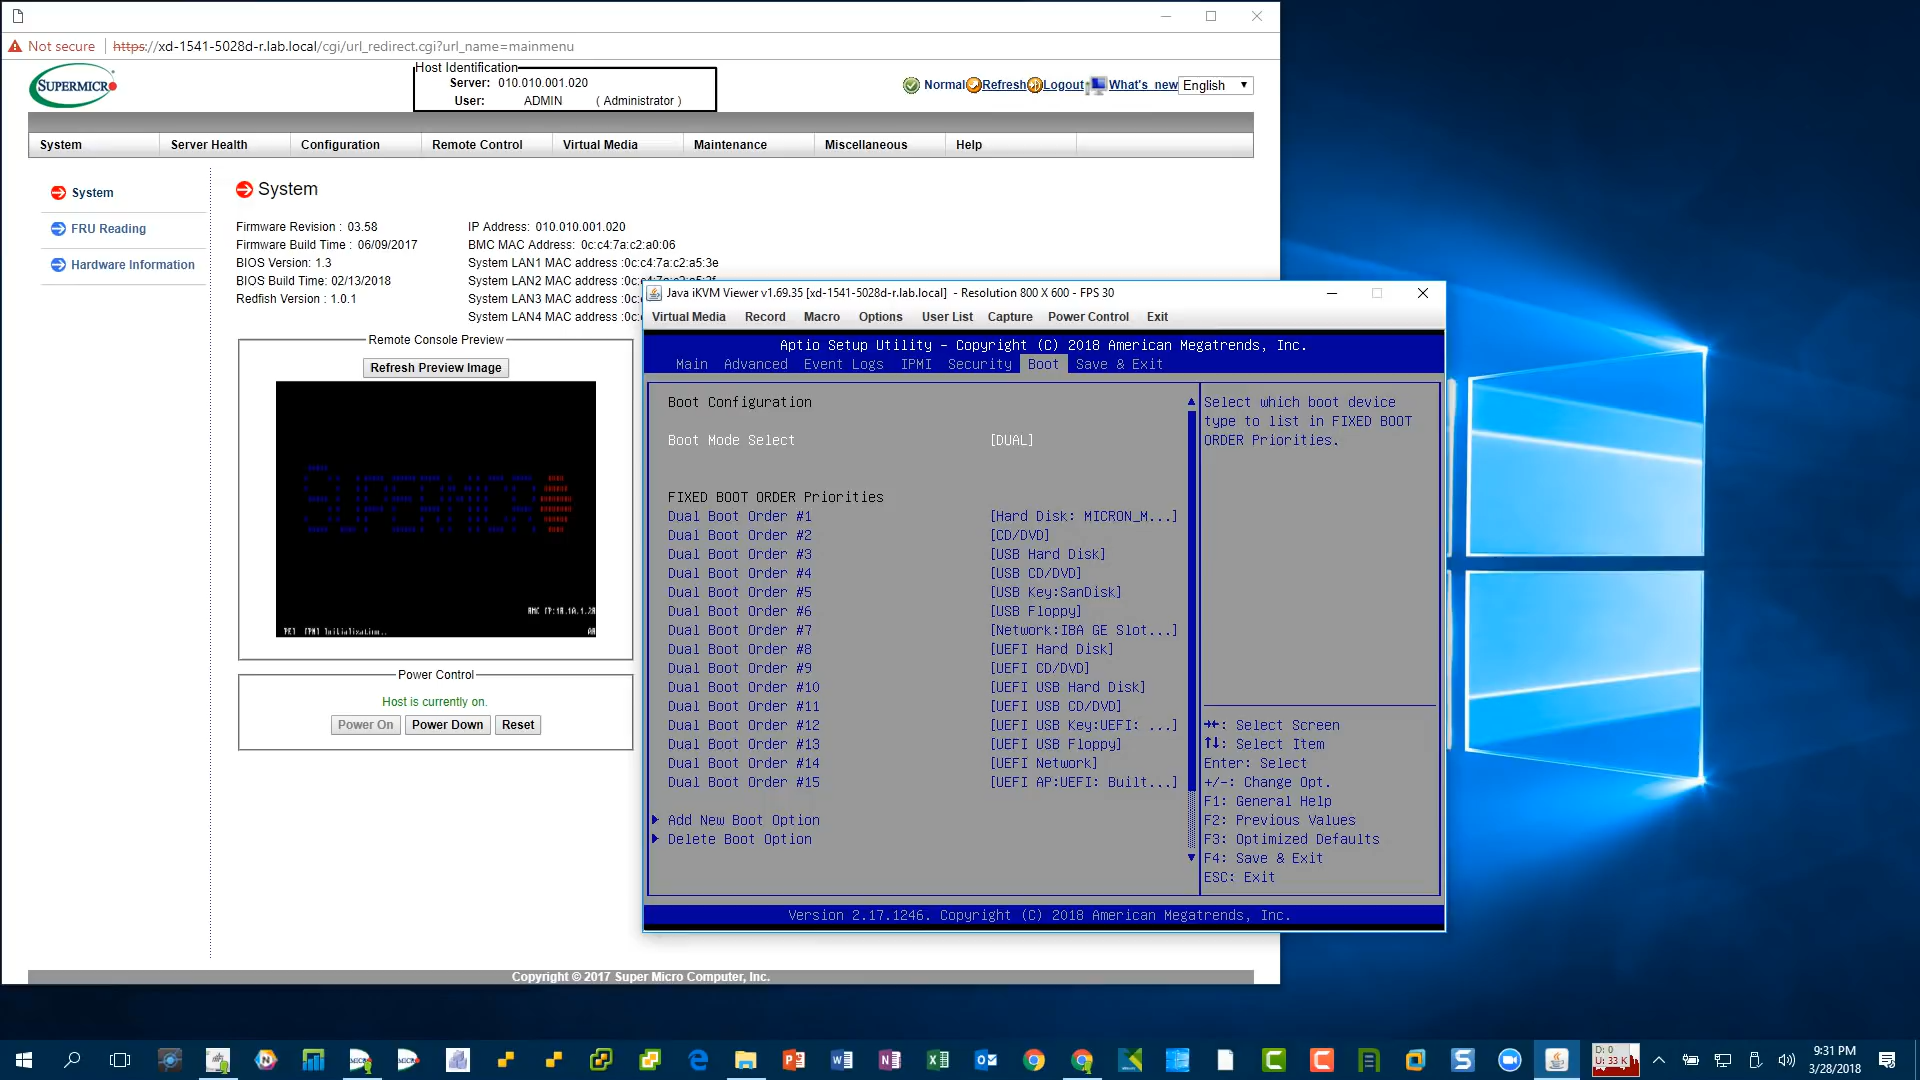 Not secure
https://xd-1541-5028d-r.lab.local/cgi/url_redirect.cgi?url_name=mainmenu
SUPERMICRO
Host Identification
Server: 010.010.001.020
User: ADMIN ( Administrator )
Normal Refresh Logout What's new English
System Server Health Configuration Remote Control Virtual Media Maintenance Miscellaneous Help
System
FRU Reading
Hardware Information
System
Firmware Revision : 03.58
Firmware Build Time : 06/09/2017
BIOS Version: 1.3
BIOS Build Time: 02/13/2018
Redfish Version : 1.0.1
IP Address: 010.010.001.020
BMC MAC Address: 0c:c4:7a:c2:a0:06
System LAN1 MAC address :0c:c4:7a:c2:a5:3e
System LAN2 MAC address :0c:c4:7a:c2:a5:3f
System LAN3 MAC address :0c:
System LAN4 MAC address :0c:
Remote Console Preview
Refresh Preview Image
SUPERMICR
BMC IP:10.10.1.20
Initialization..
Power Control
Host is currently on.
Power On Power Down Reset
Copyright © 2017 Super Micro Computer, Inc.
Java iKVM Viewer v1.69.35 [xd-1541-5028d-r.lab.local] - Resolution 800 X 600 - FPS 30
Virtual Media Record Macro Options User List Capture Power Control Exit
Aptio Setup Utility - Copyright (C) 2018 American Megatrends, Inc.
Main Advanced Event Logs IPMI Security Boot Save & Exit
Boot Configuration
Boot Mode Select [DUAL]
FIXED BOOT ORDER Priorities
Dual Boot Order #1 [Hard Disk: MICRON_M...]
Dual Boot Order #2 [CD/DVD]
Dual Boot Order #3 [USB Hard Disk]
Dual Boot Order #4 [USB CD/DVD]
Dual Boot Order #5 [USB Key:SanDisk]
Dual Boot Order #6 [USB Floppy]
Dual Boot Order #7 [Network:IBA GE Slot...]
Dual Boot Order #8 [UEFI Hard Disk]
Dual Boot Order #9 [UEFI CD/DVD]
Dual Boot Order #10 [UEFI USB Hard Disk]
Dual Boot Order #11 [UEFI USB CD/DVD]
Dual Boot Order #12 [UEFI USB Key:UEFI: ...]
Dual Boot Order #13 [UEFI USB Floppy]
Dual Boot Order #14 [UEFI Network]
Dual Boot Order #15 [UEFI AP:UEFI: Built...]
Add New Boot Option
Delete Boot Option
Select which boot device
type to list in FIXED BOOT
ORDER Priorities.
→←: Select Screen
↑↓: Select Item
Enter: Select
+/-: Change Opt.
F1: General Help
F2: Previous Values
F3: Optimized Defaults
F4: Save & Exit
ESC: Exit
Version 2.17.1246. Copyright (C) 2018 American Megatrends, Inc.
D: 0
U: 33 K
9:31 PM
3/28/2018